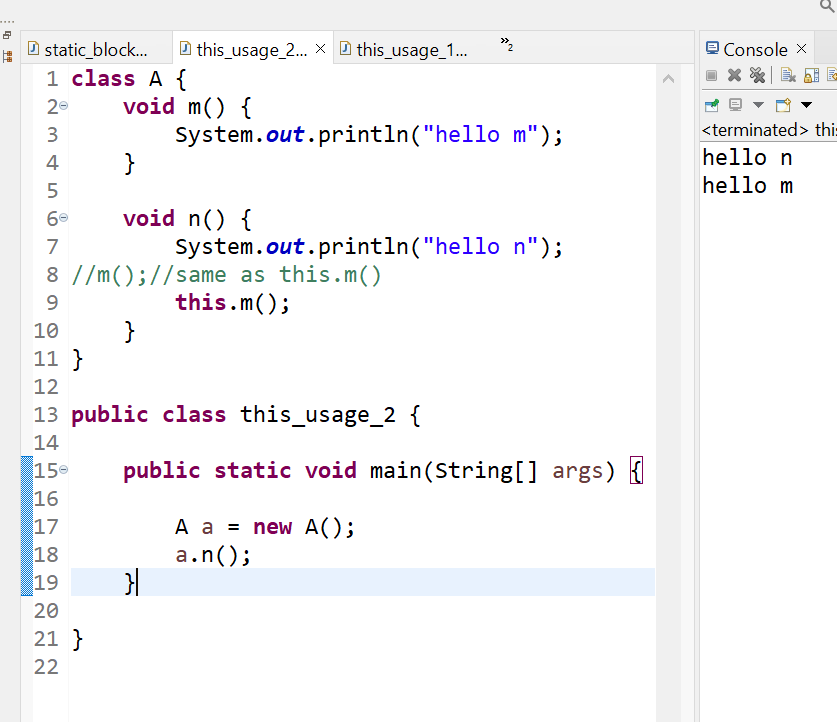 static_block...
this_usage_2...
this_usage_1...
»2
Console
<terminated> this
1 class A {
2 void m() {
3 System.out.println("hello m");
4 }
5
6 void n() {
7 System.out.println("hello n");
8 //m();//same as this.m()
9 this.m();
10 }
11 }
12
13 public class this_usage_2 {
14
15 public static void main(String[] args) {
16
17 A a = new A();
18 a.n();
19 }
20
21 }
22
hello n
hello m